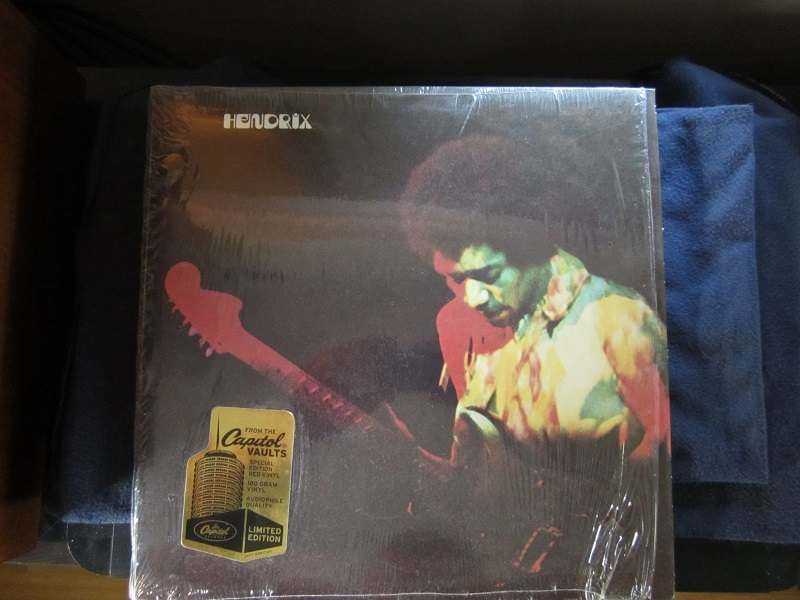 HENDRIX
FROM THE
Capitol
VAULTS
SPECIAL
EDITION
RED VINYL
180 GRAM
VINYL
AUDIOPHILE
QUALITY
Capitol
LIMITED
EDITION